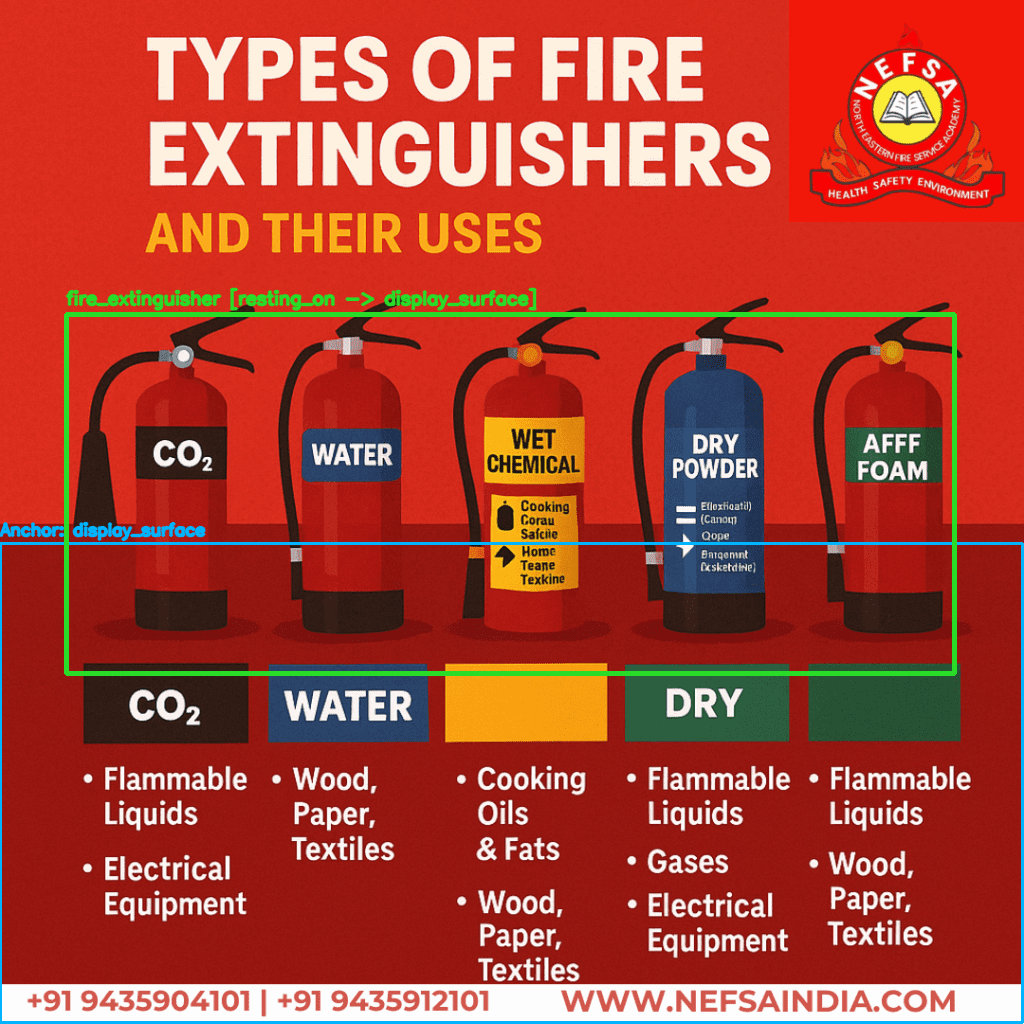 TYPES OF FIRE
EXTINGUISHERS
AND THEIR USES
NEFSA
NORTH EASTERN FIRE SERVICE ACADEMY
HEALTH SAFETY ENVIRONMENT
fire_extinguisher [resting_on -> display_surface]
CO₂
WATER
WET
CHEMICAL
Cooking
Home
DRY
POWDER
AFFF
FOAM
Anchor: display_surface
CO₂
WATER
DRY
• Flammable
Liquids
• Electrical
Equipment
• Wood,
Paper,
Textiles
• Cooking
Oils
& Fats
• Wood,
Paper,
Textiles
• Flammable
Liquids
• Gases
• Electrical
Equipment
• Flammable
Liquids
• Wood,
Paper,
Textiles
+91 9435904101 | +91 9435912101
WWW.NEFSAINDIA.COM